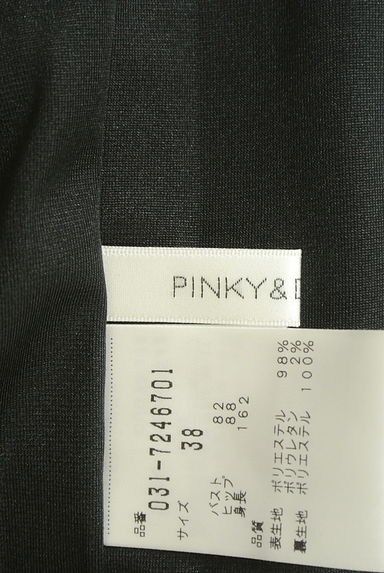 PINKY&
品番 031-7246701
サイズ 38
バスト 82
ヒップ 88
身長 162
品質
表生地 ポリエステル 98%
ポリウレタン 2%
裏生地 ポリエステル 100%